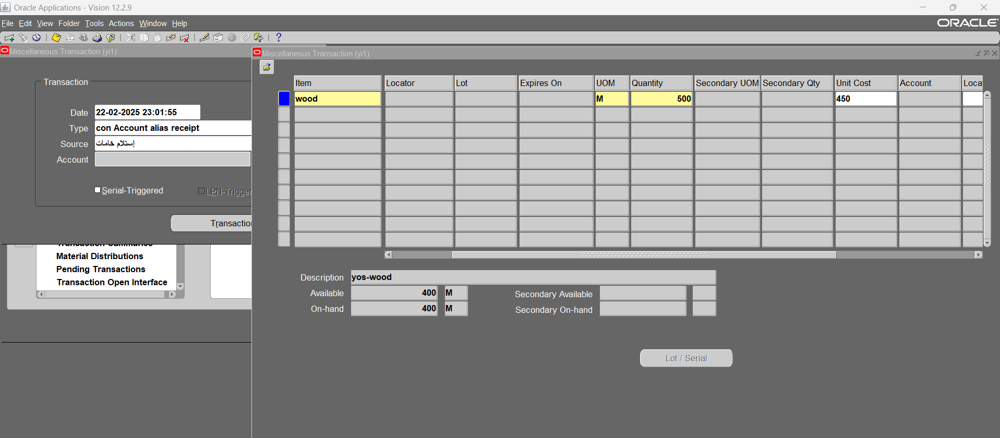 Oracle Applications - Vision 12.2.9
File Edit View Folder Tools Actions Window Help
ORACLE
Miscellaneous Transaction (yi1)
Transaction
Date 22-02-2025 23:01:55
Type con Account alias receipt
Source إستلام خامات
Account
Serial-Triggered
LPN-Trigger
Transaction
Transaction Summaries
Material Distributions
Pending Transactions
Transaction Open Interface
Miscellaneous Transaction (yi1)
Item Locator Lot Expires On UOM Quantity Secondary UOM Secondary Qty Unit Cost Account Loca
wood M 500 450
Description yos-wood
Available 400 M Secondary Available
On-hand 400 M Secondary On-hand
Lot / Serial